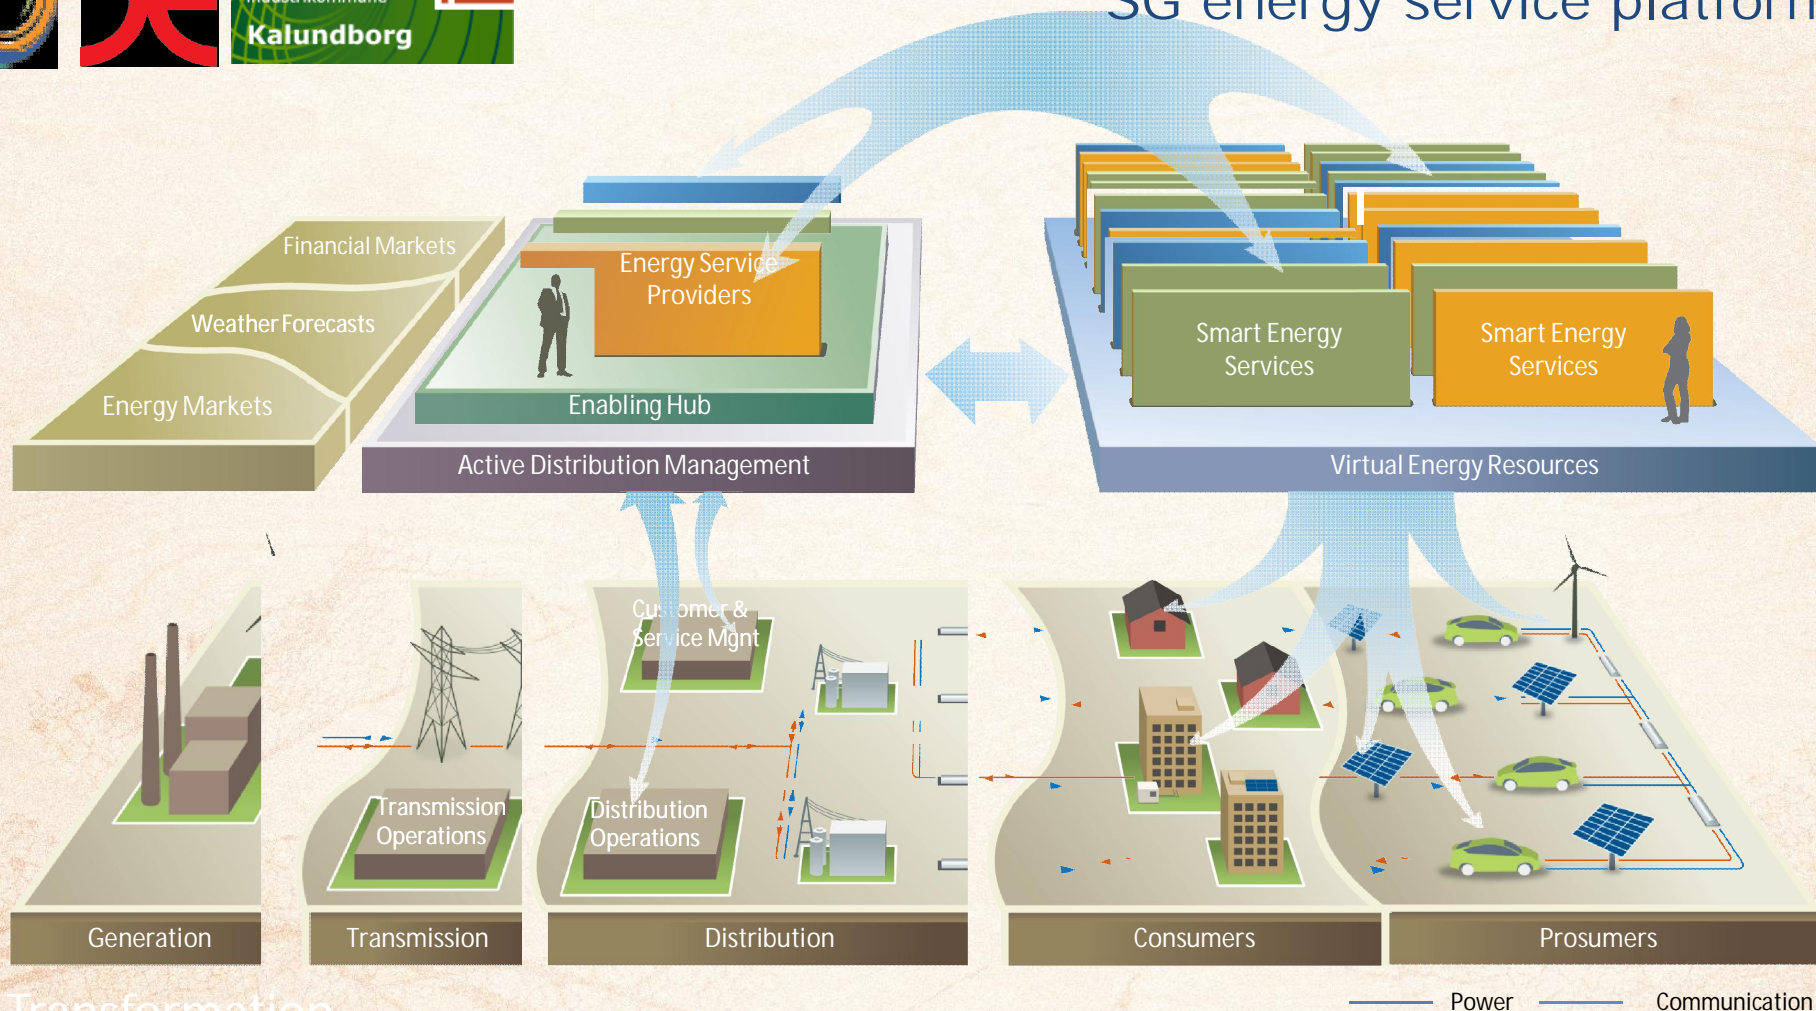 SG energy service platform
Industrikommune
Kalundborg
Financial Markets
Weather Forecasts
Energy Markets
Energy Service
Providers
Enabling Hub
Active Distribution Management
Smart Energy
Services
Smart Energy
Services
Virtual Energy Resources
Customer &
Service Mgnt
Transmission
Operations
Distribution
Operations
Generation
Transmission
Distribution
Consumers
Prosumers
Transformation
Power
Communication